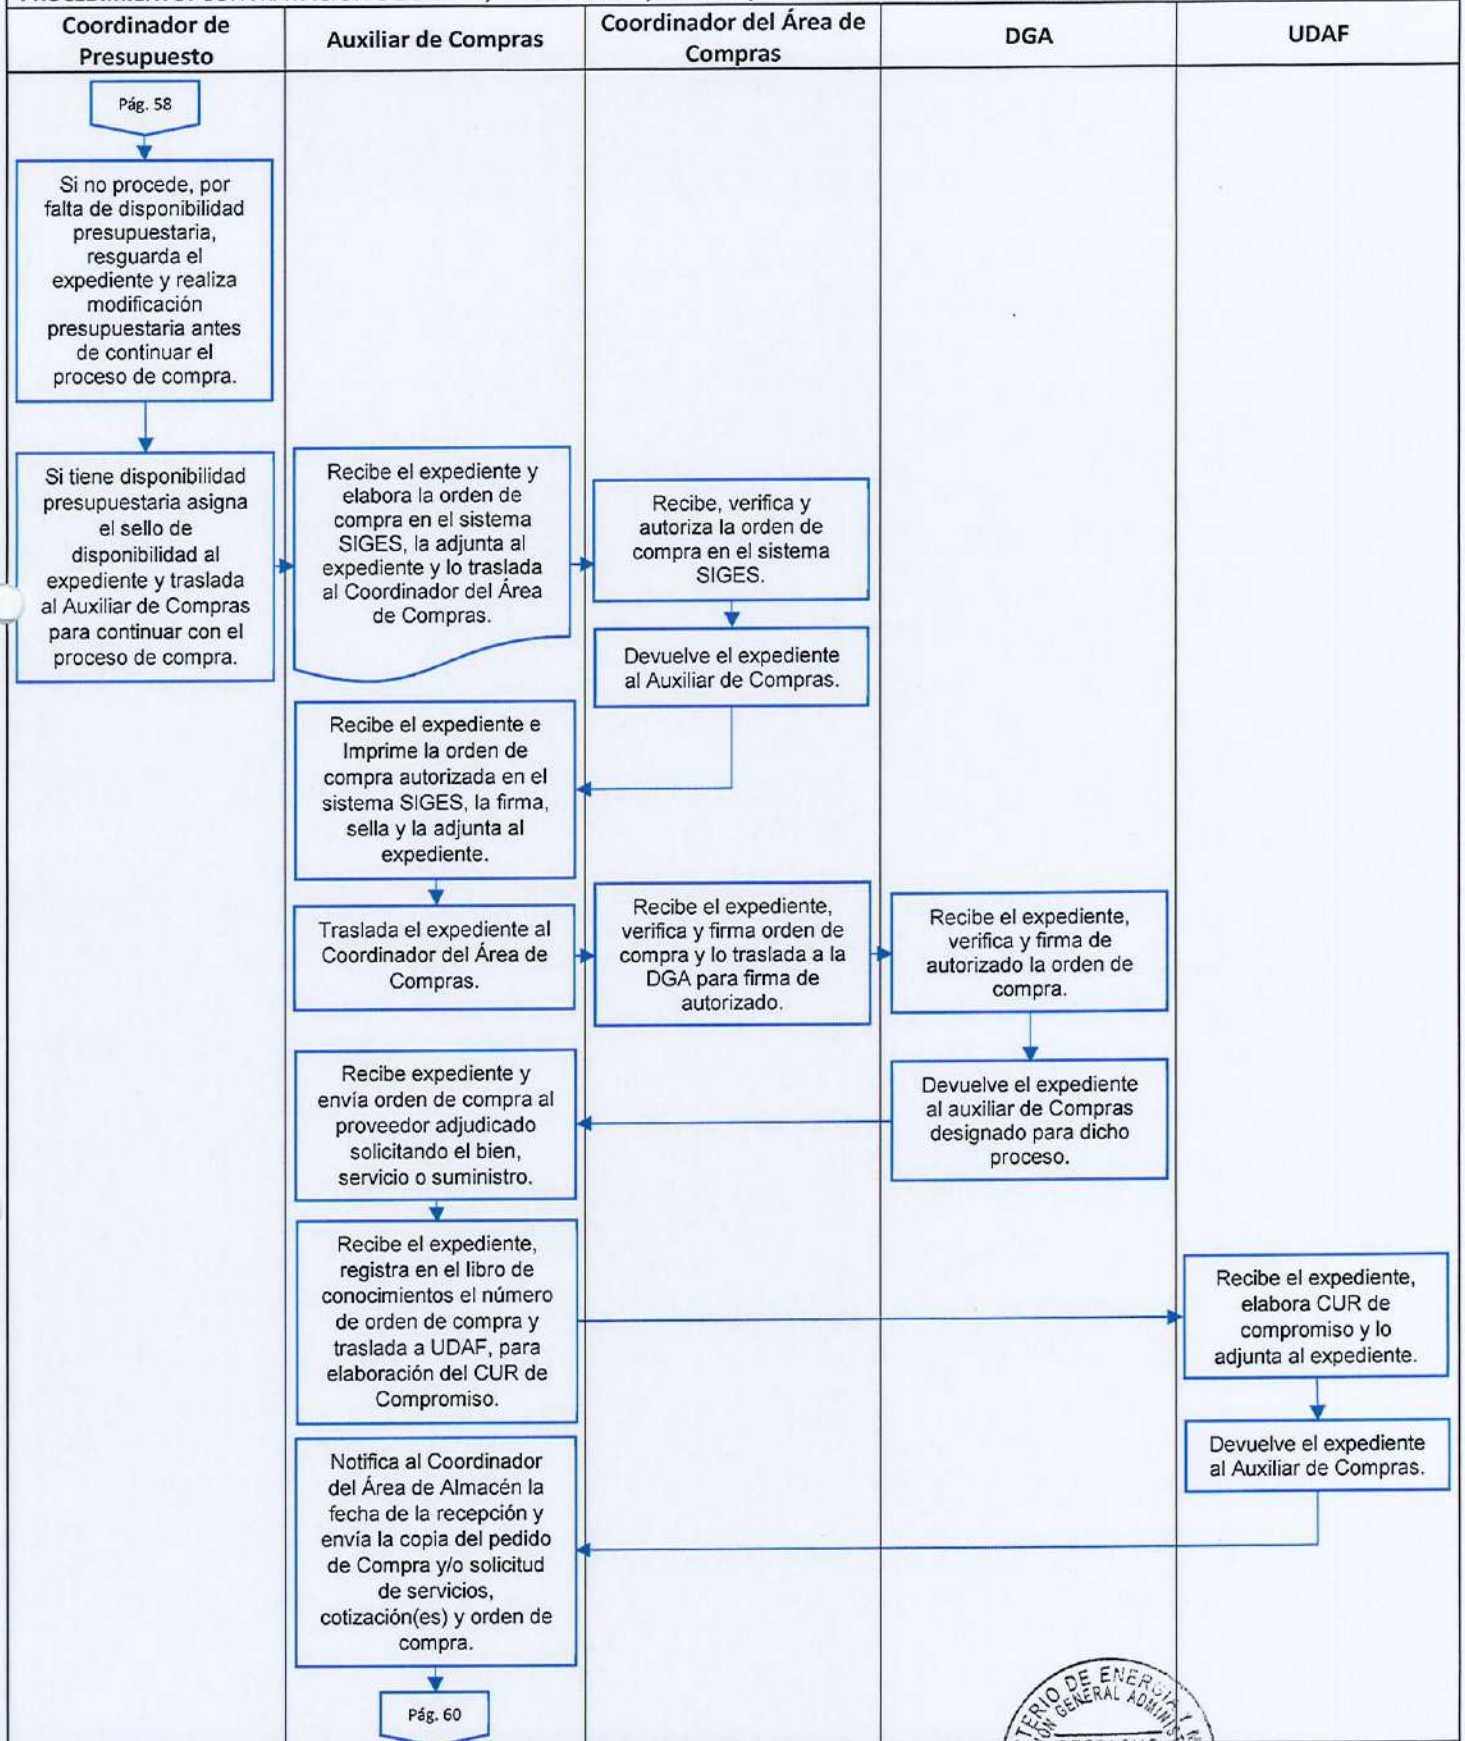 Coordinador de
Presupuesto
Auxiliar de Compras
Coordinador del Área de
Compras
DGA
UDAF
Pág. 58
Si no procede, por
falta de disponibilidad
presupuestaria,
resguarda el
expediente y realiza
modificación
presupuestaria antes
de continuar el
proceso de compra.
Si tiene disponibilidad
presupuestaria asigna
el sello de
disponibilidad al
expediente y traslada
al Auxiliar de Compras
para continuar con el
proceso de compra.
Recibe el expediente y
elabora la orden de
compra en el sistema
SIGES, la adjunta al
expediente y lo traslada
al Coordinador del Área
de Compras.
Recibe, verifica y
autoriza la orden de
compra en el sistema
SIGES.
Devuelve el expediente
al Auxiliar de Compras.
Recibe el expediente e
Imprime la orden de
compra autorizada en el
sistema SIGES, la firma,
sella y la adjunta al
expediente.
Traslada el expediente al
Coordinador del Área de
Compras.
Recibe el expediente,
verifica y firma orden de
compra y lo traslada a la
DGA para firma de
autorizado.
Recibe el expediente,
verifica y firma de
autorizado la orden de
compra.
Devuelve el expediente
al auxiliar de Compras
designado para dicho
proceso.
Recibe expediente y
envía orden de compra al
proveedor adjudicado
solicitando el bien,
servicio o suministro.
Recibe el expediente,
registra en el libro de
conocimientos el número
de orden de compra y
traslada a UDAF, para
elaboración del CUR de
Compromiso.
Recibe el expediente,
elabora CUR de
compromiso y lo
adjunta al expediente.
Devuelve el expediente
al Auxiliar de Compras.
Notifica al Coordinador
del Área de Almacén la
fecha de la recepción y
envía la copia del pedido
de Compra y/o solicitud
de servicios,
cotización(es) y orden de
compra.
Pág. 60
DE ENERGÍA Y
GENERAL